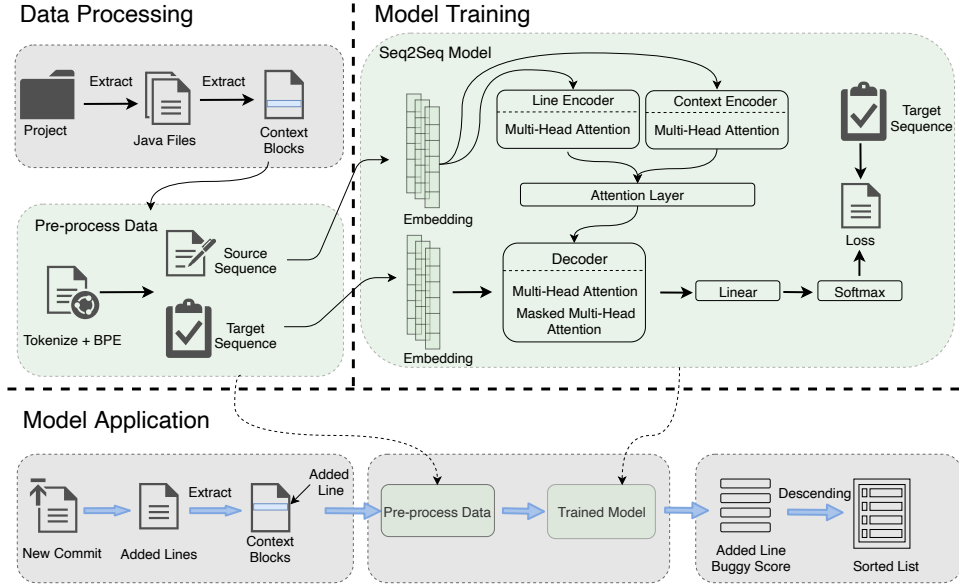 Data Processing
Extract
Extract
Project
Java Files
Context
Blocks
Pre-process Data
Source
Sequence
Tokenize + BPE
Target
Sequence
Model Training
Seq2Seq Model
Line Encoder
Multi-Head Attention
Context Encoder
Multi-Head Attention
Target
Sequence
Embedding
Attention Layer
Loss
Decoder
Multi-Head Attention
Masked Multi-Head
Attention
Linear
Softmax
Embedding
Model Application
New Commit
Added Lines
Extract
Context
Blocks
Added
Line
Pre-process Data
Trained Model
Added Line
Buggy Score
Descending
Sorted List